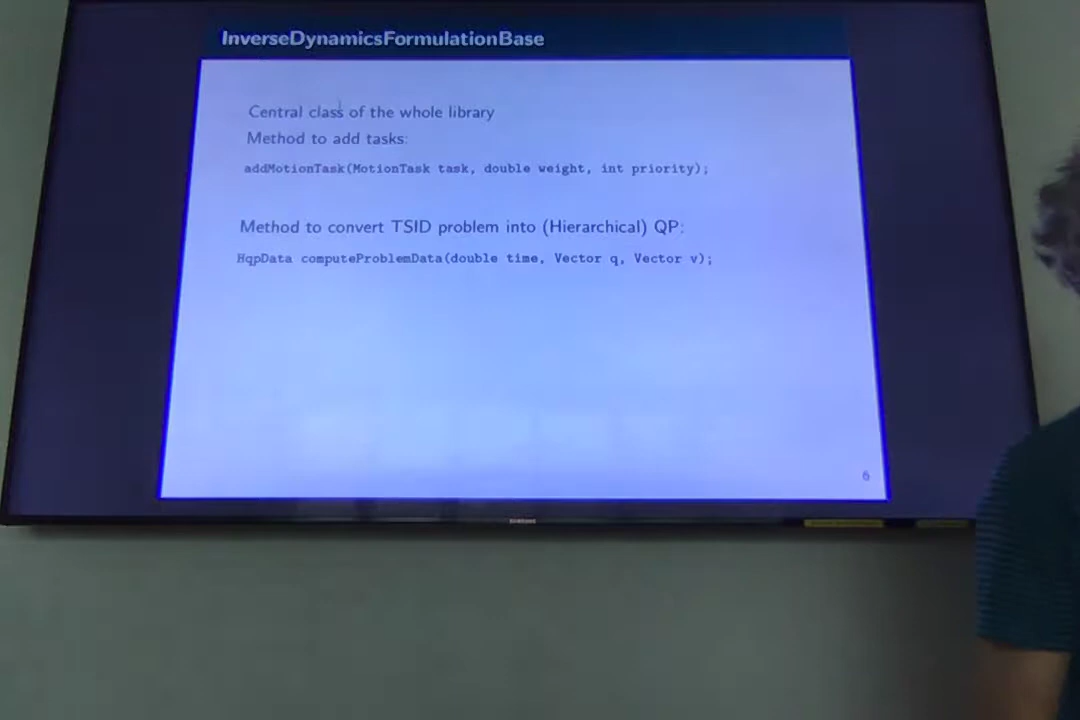 InverseDynamicsFormulationBase
Central class of the whole library
Method to add tasks:
addMotionTask(MotionTask task, double weight, int priority);
Method to convert TSID problem into (Hierarchical) QP:
HqpData computeProblemData(double time, Vector q, Vector v);
6
SAMSUNG